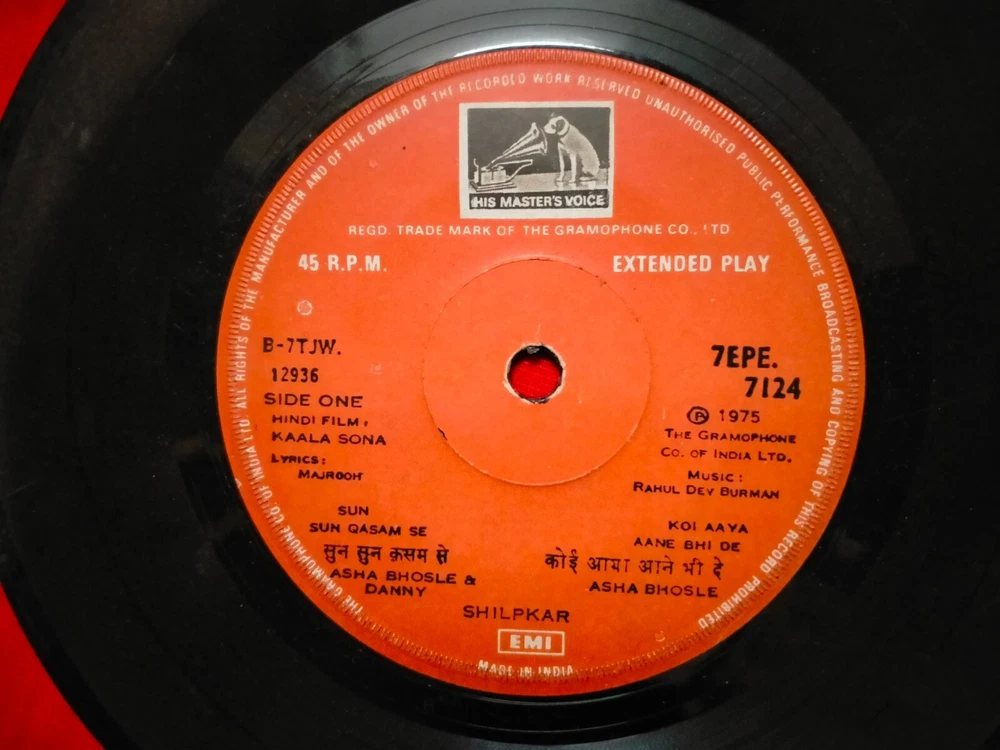 THE GRAMOPHONE CO. OF INDIA LTD. ALL RIGHTS OF THE MANUFACTURER AND OF THE OWNER OF THE RECORDED WORK RESERVED UNAUTHORISED PUBLIC PERFORMANCE BROADCASTING AND COPYING OF THIS RECORD PROHIBITED
HIS MASTER'S VOICE
REGD. TRADE MARK OF THE GRAMOPHONE CO., LTD
45 R.P.M.
EXTENDED PLAY
B-7TJW.
12936
SIDE ONE
HINDI FILM:
KAALA SONA
LYRICS:
MAJROOH
7EPE.
7124
Ⓟ 1975
THE GRAMOPHONE
CO. OF INDIA LTD.
MUSIC:
RAHUL DEV BURMAN
SUN
SUN QASAM SE
सुन सुन क़सम से
ASHA BHOSLE &
DANNY
KOI AAYA
AANE BHI DE
कोई आया आने भी दे
ASHA BHOSLE
SHILPKAR
EMI
MADE IN INDIA